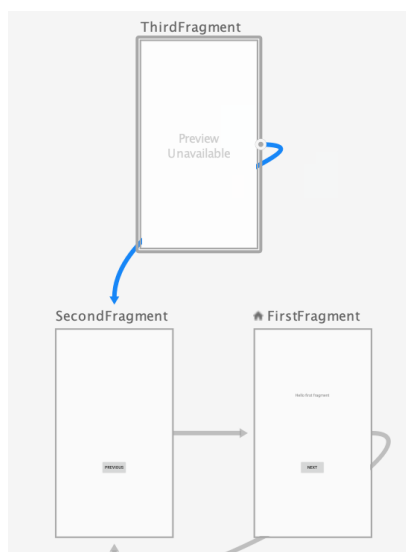 ThirdFragment
Preview
Unavailable
SecondFragment
FirstFragment
Hello first fragment
PREVIOUS
NEXT